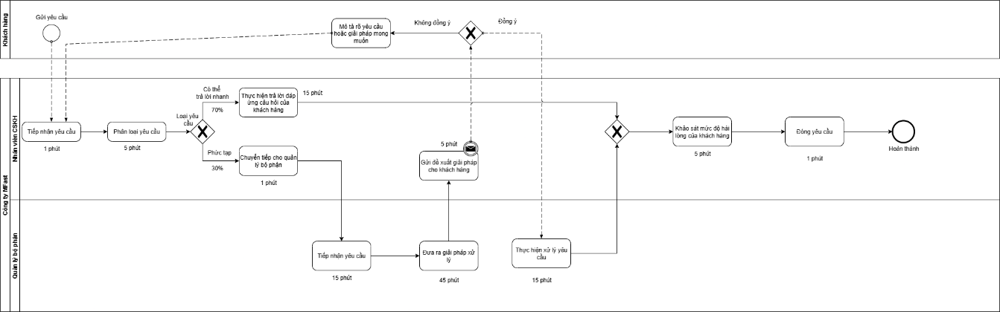 Khách hàng
Gửi yêu cầu
Mô tả rõ yêu cầu
hoặc giải pháp mong
muốn
Không đồng ý
Đồng ý
Công ty MFast
Nhân viên CSKH
Tiếp nhận yêu cầu
1 phút
Phân loại yêu cầu
5 phút
Loại yêu
cầu
Có thể
trả lời nhanh
70%
Thực hiện trả lời đáp
ứng câu hỏi của
khách hàng
15 phút
Phức tạp
30%
Chuyển tiếp cho quản
lý bộ phận
1 phút
5 phút
Gửi đề xuất giải pháp
cho khách hàng
Khảo sát mức độ hài
lòng của khách hàng
5 phút
Đóng yêu cầu
1 phút
Hoàn thành
Quản lý bộ phận
Tiếp nhận yêu cầu
15 phút
Đưa ra giải pháp xử
lý
45 phút
Thực hiện xử lý yêu
cầu
15 phút